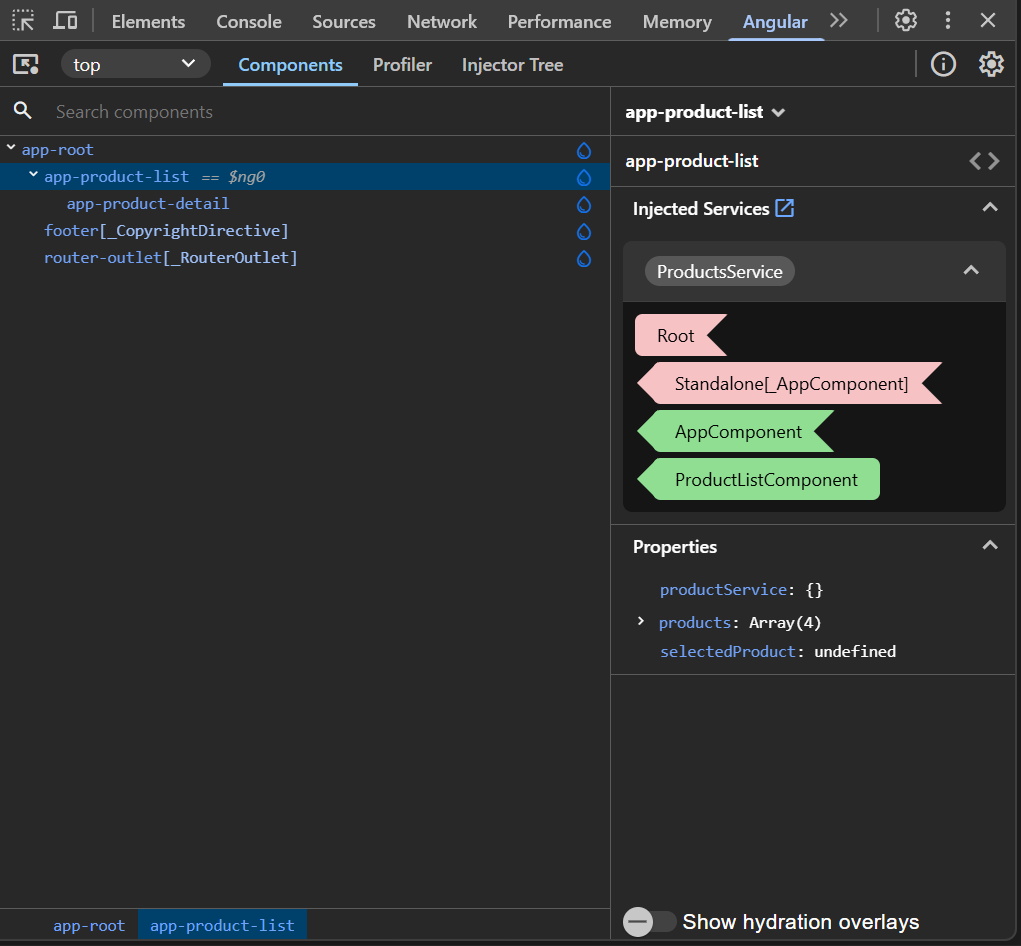 Elements Console Sources Network Performance Memory Angular
top Components Profiler Injector Tree
Search components
app-root
app-product-list == $ng0
app-product-detail
footer[_CopyrightDirective]
router-outlet[_RouterOutlet]
app-root app-product-list
app-product-list
app-product-list
Injected Services
ProductsService
Root
Standalone[_AppComponent]
AppComponent
ProductListComponent
Properties
productService: {}
products: Array(4)
selectedProduct: undefined
Show hydration overlays